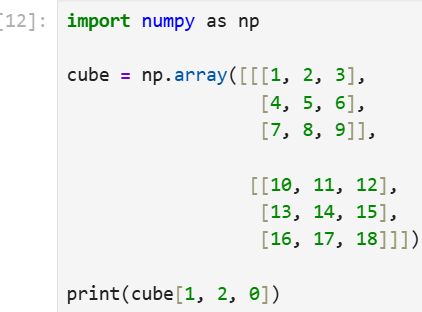 [12]:
import numpy as np
cube = np.array([[[1, 2, 3],
[4, 5, 6],
[7, 8, 9]],
[[10, 11, 12],
[13, 14, 15],
[16, 17, 18]]])
print(cube[1, 2, 0])